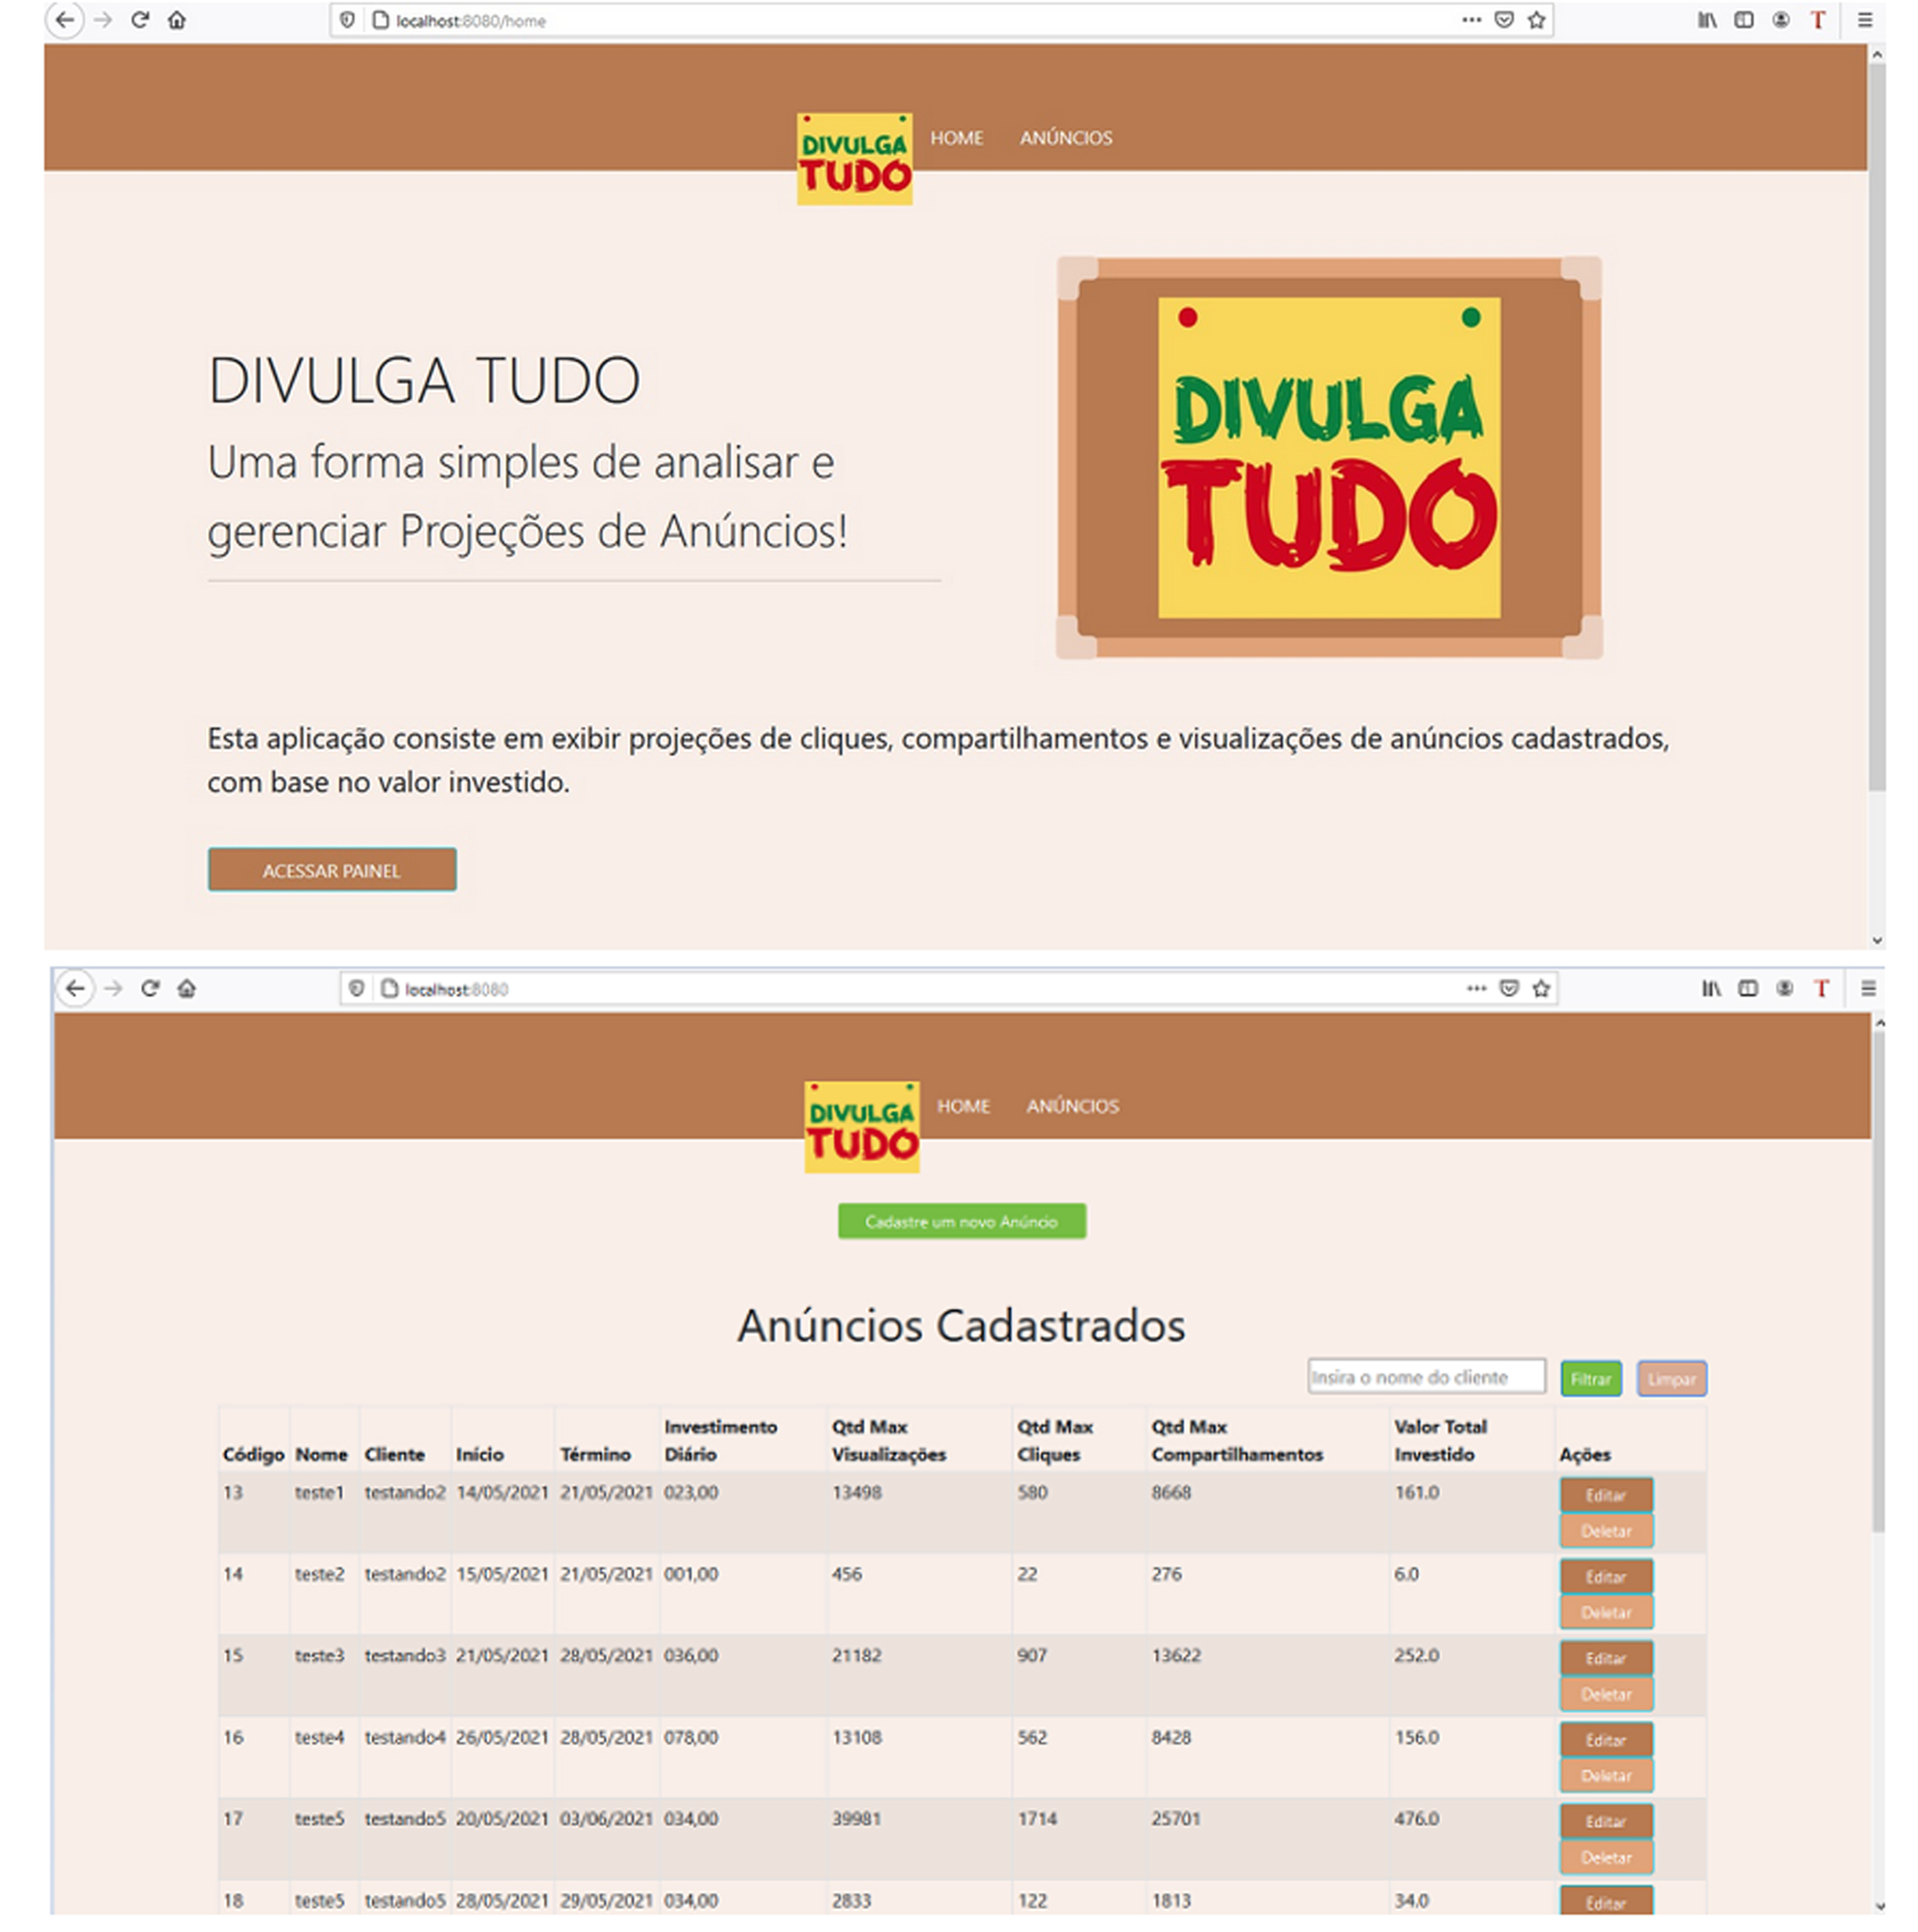 localhost:8080/home
DIVULGA
TUDO
HOME ANÚNCIOS
DIVULGA TUDO
Uma forma simples de analisar e
gerenciar Projeções de Anúncios!
DIVULGA
TUDO
Esta aplicação consiste em exibir projeções de cliques, compartilhamentos e visualizações de anúncios cadastrados,
com base no valor investido.
ACESSAR PAINEL
localhost:8080
DIVULGA
TUDO
HOME ANÚNCIOS
Cadastre um novo Anúncio
Anúncios Cadastrados
Insira o nome do cliente Filtrar Limpar
Código Nome Cliente Início Término Investimento Diário Qtd Max Visualizações Qtd Max Cliques Qtd Max Compartilhamentos Valor Total Investido Ações
13 teste1 testando2 14/05/2021 21/05/2021 023,00 13498 580 8668 161.0 Editar
Deletar
14 teste2 testando2 15/05/2021 21/05/2021 001,00 456 22 276 6.0 Editar
Deletar
15 teste3 testando3 21/05/2021 28/05/2021 036,00 21182 907 13622 252.0 Editar
Deletar
16 teste4 testando4 26/05/2021 28/05/2021 078,00 13108 562 8428 156.0 Editar
Deletar
17 teste5 testando5 20/05/2021 03/06/2021 034,00 39981 1714 25701 476.0 Editar
Deletar
18 teste5 testando5 28/05/2021 29/05/2021 034,00 2833 122 1813 34.0 Editar